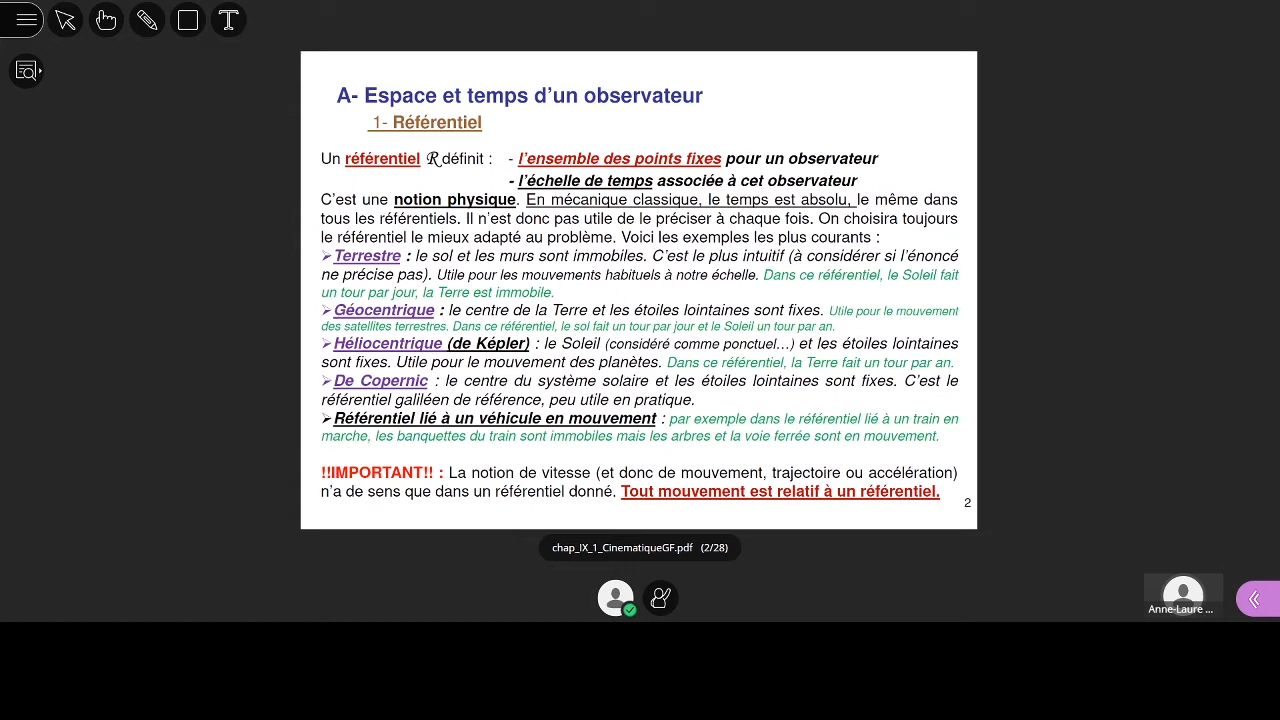 A- Espace et temps d'un observateur
1- Référentiel
Un référentiel R définit : - l'ensemble des points fixes pour un observateur
- l'échelle de temps associée à cet observateur
C'est une notion physique. En mécanique classique, le temps est absolu, le même dans
tous les référentiels. Il n'est donc pas utile de le préciser à chaque fois. On choisira toujours
le référentiel le mieux adapté au problème. Voici les exemples les plus courants :
➢Terrestre : le sol et les murs sont immobiles. C'est le plus intuitif (à considérer si l'énoncé
ne précise pas). Utile pour les mouvements habituels à notre échelle. Dans ce référentiel, le Soleil fait
un tour par jour, la Terre est immobile.
➢Géocentrique : le centre de la Terre et les étoiles lointaines sont fixes. Utile pour le mouvement
des satellites terrestres. Dans ce référentiel, le sol fait un tour par jour et le Soleil un tour par an.
➢Héliocentrique (de Képler) : le Soleil (considéré comme ponctuel…) et les étoiles lointaines
sont fixes. Utile pour le mouvement des planètes. Dans ce référentiel, la Terre fait un tour par an.
➢De Copernic : le centre du système solaire et les étoiles lointaines sont fixes. C'est le
référentiel galiléen de référence, peu utile en pratique.
➢Référentiel lié à un véhicule en mouvement : par exemple dans le référentiel lié à un train en
marche, les banquettes du train sont immobiles mais les arbres et la voie ferrée sont en mouvement.
!!IMPORTANT!! : La notion de vitesse (et donc de mouvement, trajectoire ou accélération)
n'a de sens que dans un référentiel donné. Tout mouvement est relatif à un référentiel.
2
chap_IX_1_CinematiqueGF.pdf (2/28)
Anne-Laure ...